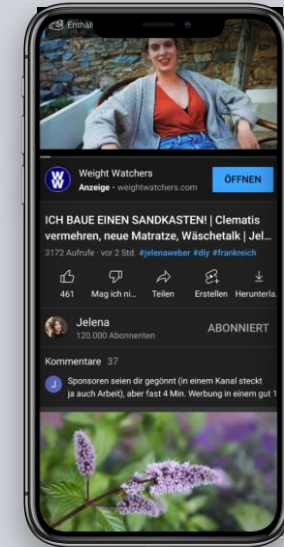 Enthäl
Weight Watchers
Anzeige • weightwatchers.com
ÖFFNEN
ICH BAUE EINEN SANDKASTEN! | Clematis
vermehren, neue Matratze, Wäschetalk | Jel...
3172 Aufrufe · vor 2 Std. #jelenaweber #diy #frankreich
461 Mag ich ni... Teilen Erstellen Herunterla.
Jelena
120.000 Abonnenten
ABONNIERT
Kommentare 37
J Sponsoren seien dir gegönnt (in einem Kanal steckt
ja auch Arbeit), aber fast 4 Min. Werbung in einem gut 1